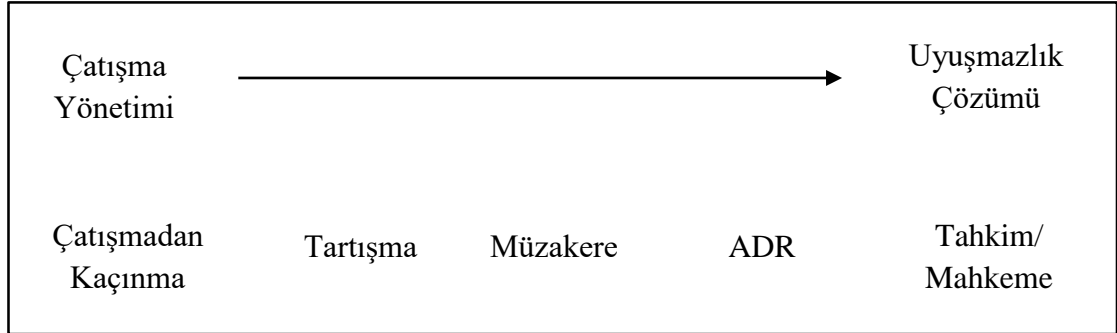 Çatışma
Yönetimi
Uyuşmazlık
Çözümü
Çatışmadan
Kaçınma
Tartışma
Müzakere
ADR
Tahkim/
Mahkeme